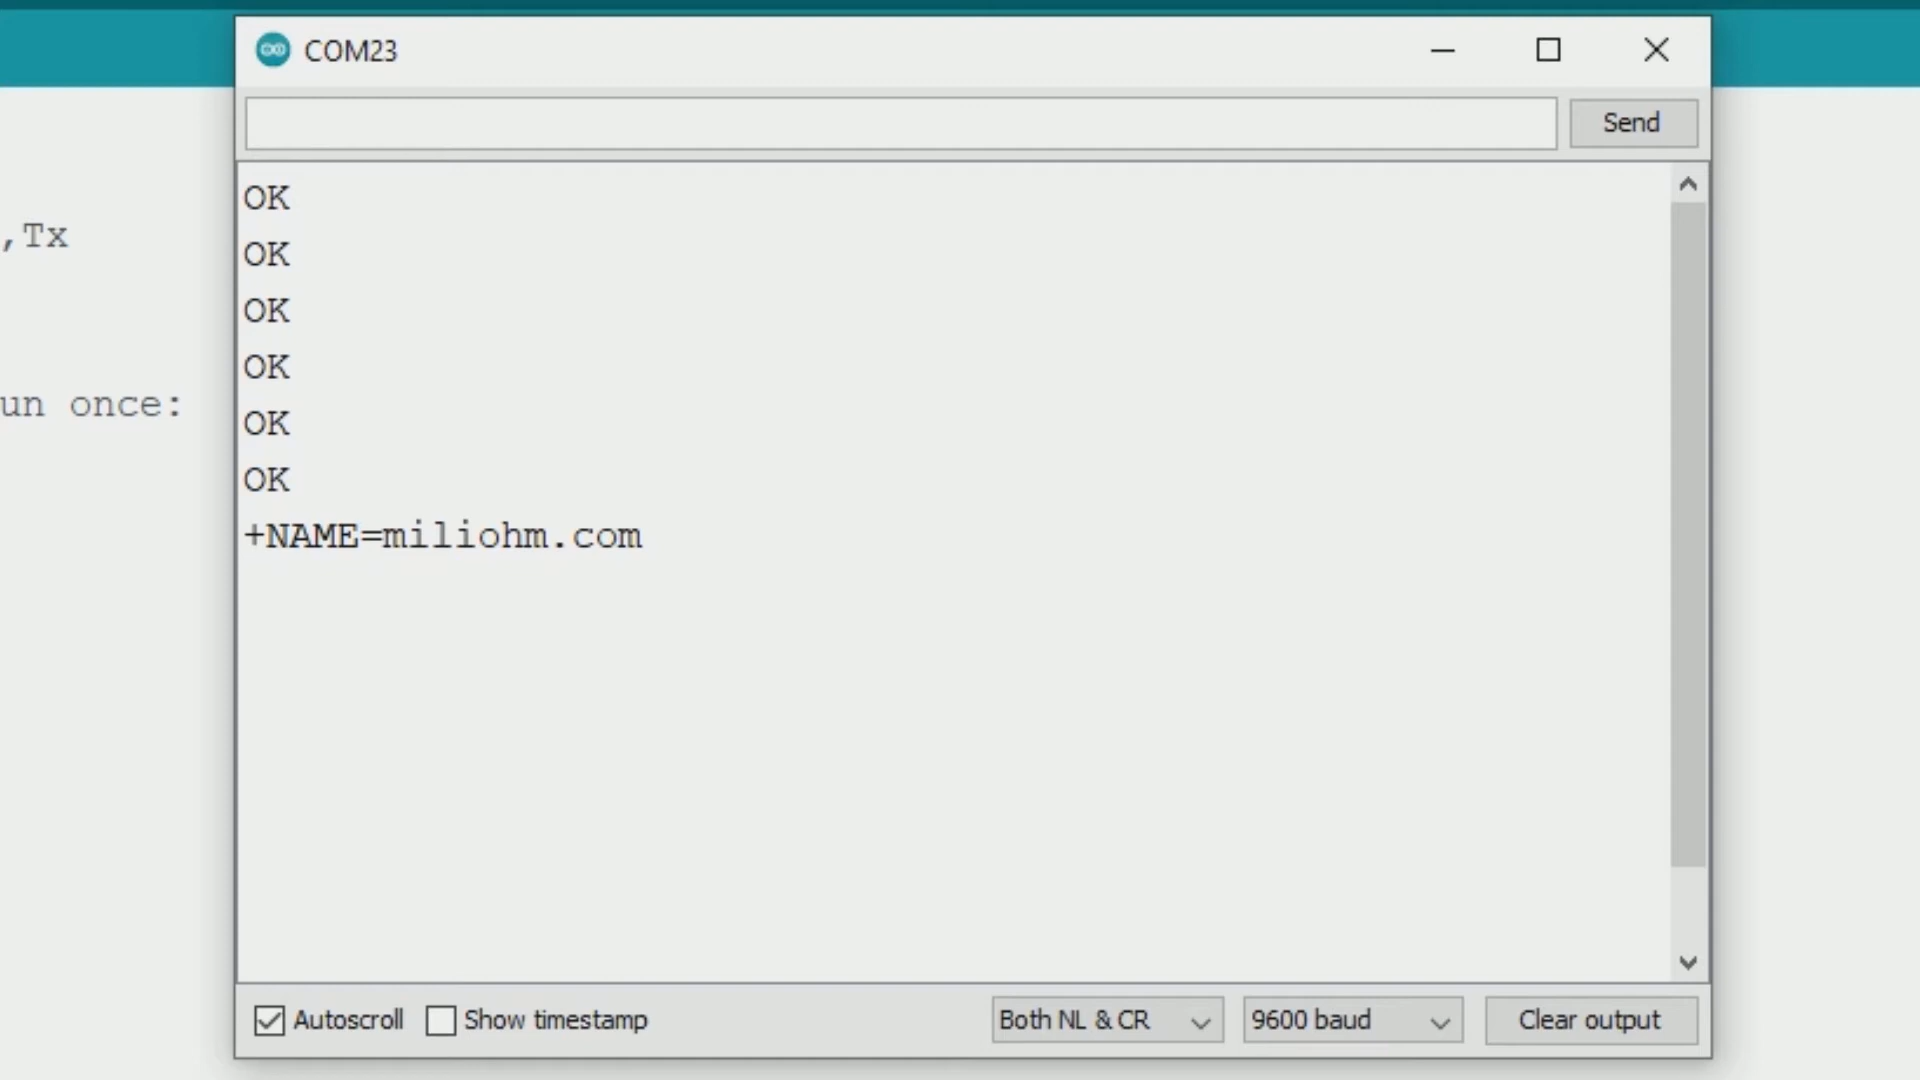 COM23
Send
,Tx
un once:
OK
OK
OK
OK
OK
OK
+NAME=miliohm.com
Autoscroll Show timestamp Both NL & CR 9600 baud Clear output